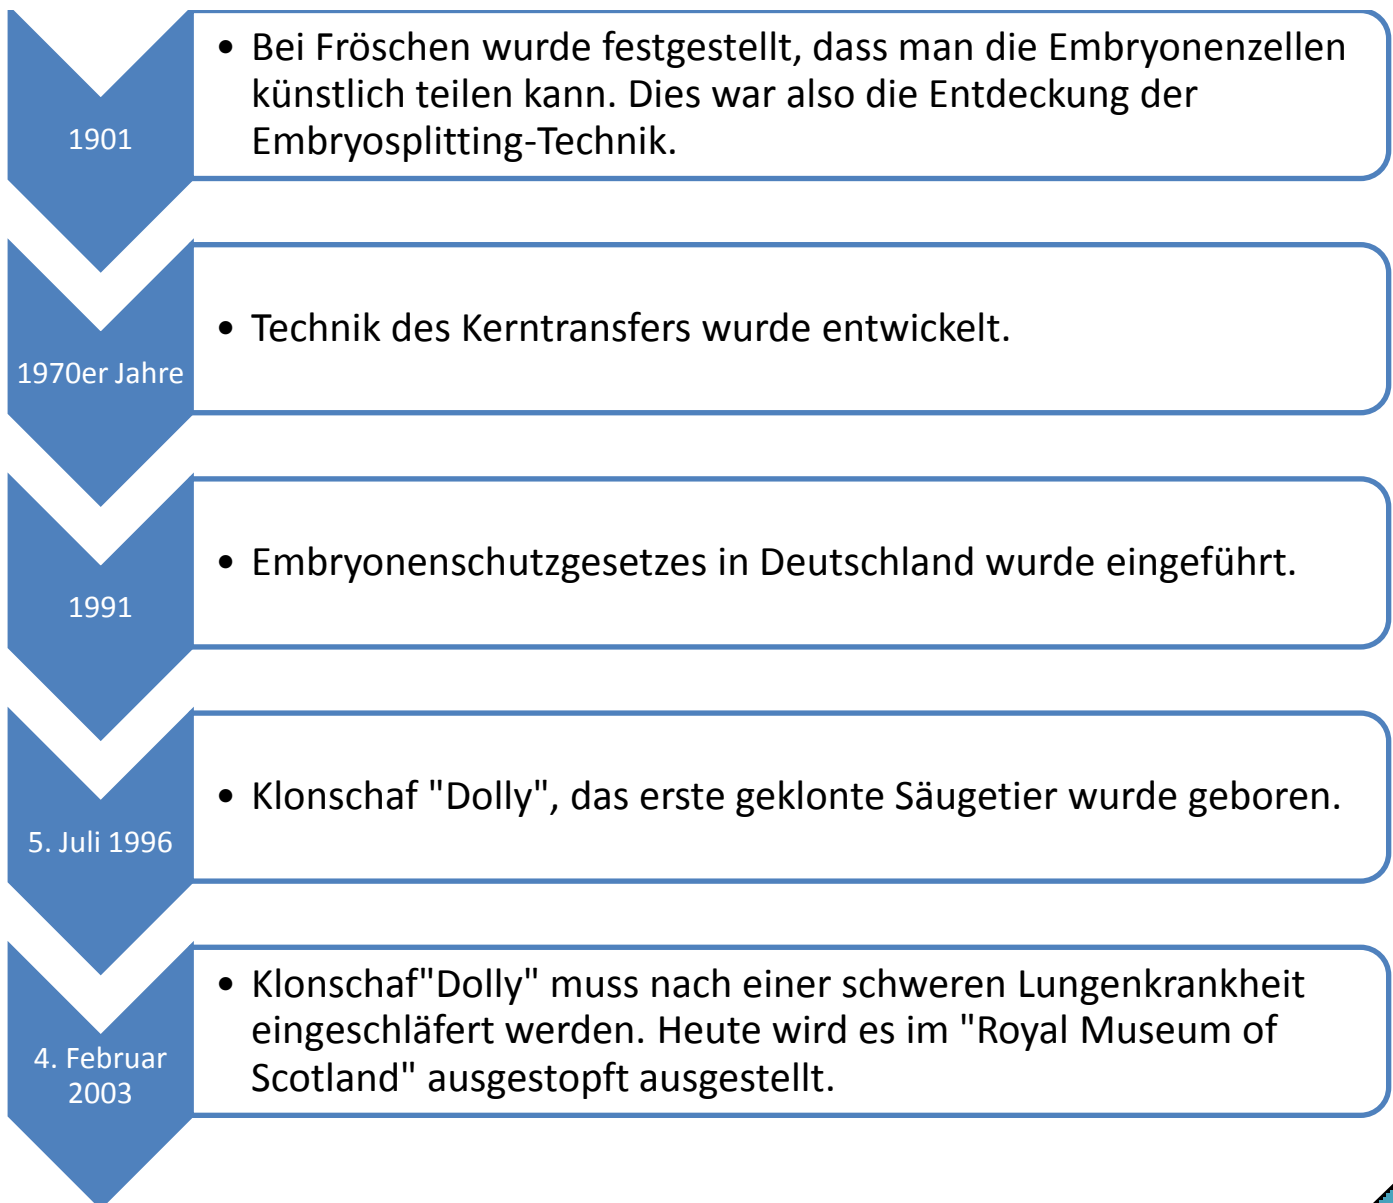 • Bei Fröschen wurde festgestellt, dass man die Embryonenzellen
künstlich teilen kann. Dies war also die Entdeckung der
Embryosplitting-Technik.
1901
• Technik des Kerntransfers wurde entwickelt.
1970er Jahre
• Embryonenschutzgesetzes in Deutschland wurde eingeführt.
1991
• Klonschaf "Dolly", das erste geklonte Säugetier wurde geboren.
5. Juli 1996
• Klonschaf"Dolly" muss nach einer schweren Lungenkrankheit
eingeschläfert werden. Heute wird es im "Royal Museum of
Scotland" ausgestopft ausgestellt.
4. Februar
2003